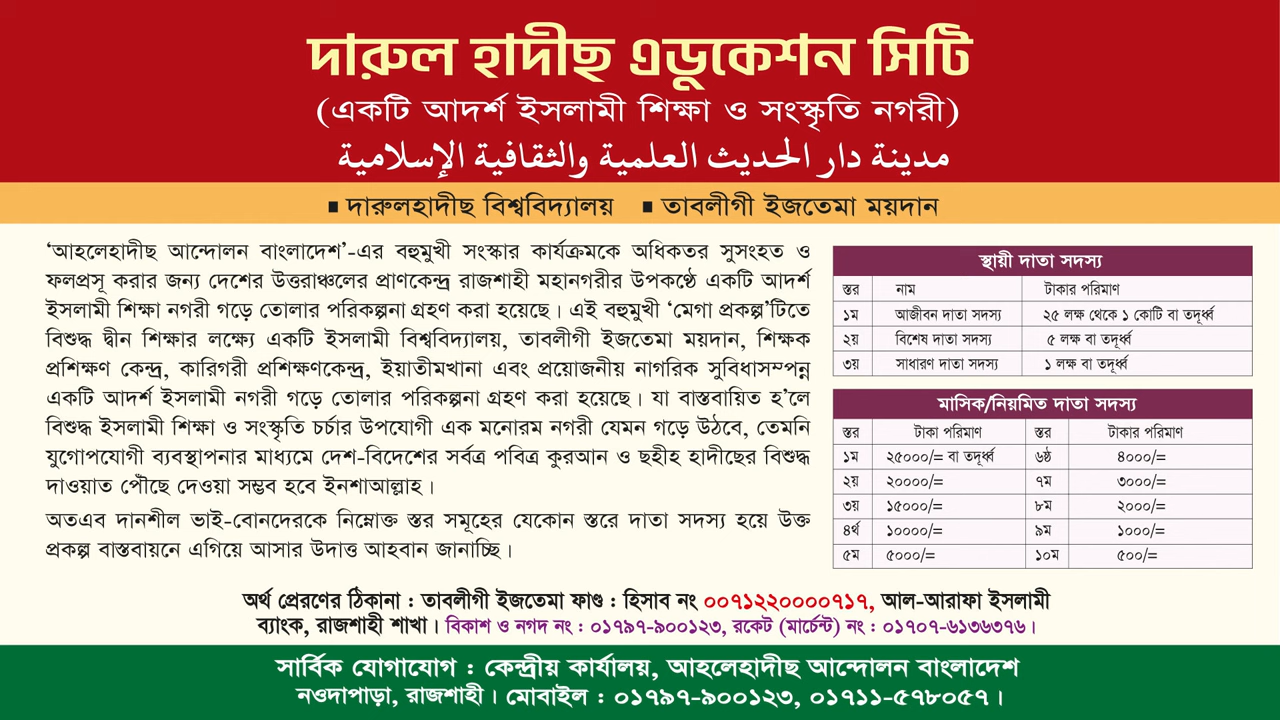 দারুল হাদীছ এডুকেশন সিটি
(একটি আদর্শ ইসলামী শিক্ষা ও সংস্কৃতি নগরী)
مدينة دار الحديث العلمية والثقافية الإسلامية
■ দারুলহাদীছ বিশ্ববিদ্যালয় ■ তাবলীগী ইজতেমা ময়দান
‘আহলেহাদীছ আন্দোলন বাংলাদেশ’-এর বহুমুখী সংস্কার কার্যক্রমকে অধিকতর সুসংহত ও
ফলপ্রসূ করার জন্য দেশের উত্তরাঞ্চলের প্রাণকেন্দ্র রাজশাহী মহানগরীর উপকণ্ঠে একটি আদর্শ
ইসলামী শিক্ষা নগরী গড়ে তোলার পরিকল্পনা গ্রহণ করা হয়েছে। এই বহুমুখী ‘মেগা প্রকল্প’টিতে
বিশুদ্ধ দ্বীন শিক্ষার লক্ষ্যে একটি ইসলামী বিশ্ববিদ্যালয়, তাবলীগী ইজতেমা ময়দান, শিক্ষক
প্রশিক্ষণ কেন্দ্র, কারিগরী প্রশিক্ষণকেন্দ্র, ইয়াতীমখানা এবং প্রয়োজনীয় নাগরিক সুবিধাসম্পন্ন
একটি আদর্শ ইসলামী নগরী গড়ে তোলার পরিকল্পনা গ্রহণ করা হয়েছে। যা বাস্তবায়িত হ’লে
বিশুদ্ধ ইসলামী শিক্ষা ও সংস্কৃতি চর্চার উপযোগী এক মনোরম নগরী যেমন গড়ে উঠবে, তেমনি
যুগোপযোগী ব্যবস্থাপনার মাধ্যমে দেশ-বিদেশের সর্বত্র পবিত্র কুরআন ও ছহীহ হাদীছের বিশুদ্ধ
দাওয়াত পৌঁছে দেওয়া সম্ভব হবে ইনশাআল্লাহ।
অতএব দানশীল ভাই-বোনদেরকে নিম্নোক্ত স্তর সমূহের যেকোন স্তরে দাতা সদস্য হয়ে উক্ত
প্রকল্প বাস্তবায়নে এগিয়ে আসার উদাত্ত আহবান জানাচ্ছি।
স্থায়ী দাতা সদস্য
স্তর নাম টাকার পরিমাণ
১ম আজীবন দাতা সদস্য ২৫ লক্ষ থেকে ১ কোটি বা তদূর্ধ্ব
২য় বিশেষ দাতা সদস্য ৫ লক্ষ বা তদূর্ধ্ব
৩য় সাধারণ দাতা সদস্য ১ লক্ষ বা তদূর্ধ্ব
মাসিক/নিয়মিত দাতা সদস্য
স্তর টাকা পরিমাণ স্তর টাকার পরিমাণ
১ম ২৫০০০/= বা তদূর্ধ্ব ৬ষ্ঠ ৪০০০/=
২য় ২০০০০/= ৭ম ৩০০০/=
৩য় ১৫০০০/= ৮ম ২০০০/=
৪র্থ ১০০০০/= ৯ম ১০০০/=
৫ম ৫০০০/= ১০ম ৫০০/=
অর্থ প্রেরণের ঠিকানা : তাবলীগী ইজতেমা ফাণ্ড : হিসাব নং ০০৭১২২০০০০৭১৭, আল-আরাফা ইসলামী
ব্যাংক, রাজশাহী শাখা। বিকাশ ও নগদ নং : ০১৭৯৭-৯০০১২৩, রকেট (মার্চেন্ট) নং : ০১৭০৭-৬১৩৬৩৭৬।
সার্বিক যোগাযোগ : কেন্দ্রীয় কার্যালয়, আহলেহাদীছ আন্দোলন বাংলাদেশ
নওদাপাড়া, রাজশাহী। মোবাইল : ০১৭৯৭-৯০০১২৩, ০১৭১১-৫৭৮০৫৭।